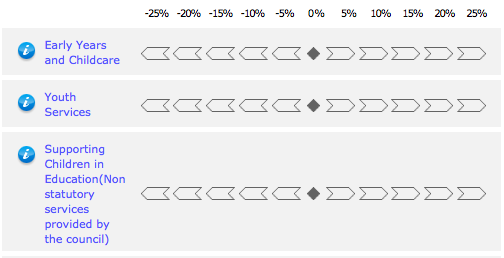 -25% -20% -15% -10% -5% 0% 5% 10% 15% 20% 25%
i
Early Years
and Childcare
i
Youth
Services
i
Supporting
Children in
Education(Non
statutory
services
provided by
the council)